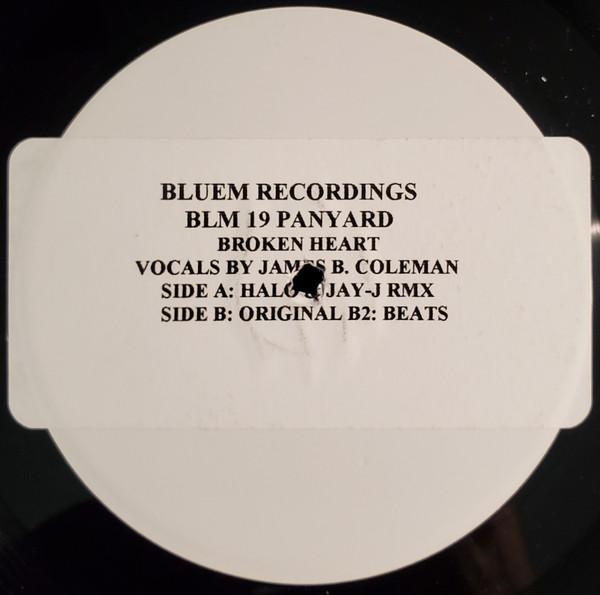 BLUEM RECORDINGS
BLM 19 PANYARD
BROKEN HEART
VOCALS BY JAMES B. COLEMAN
SIDE A: HALO & JAY-J RMX
SIDE B: ORIGINAL B2: BEATS